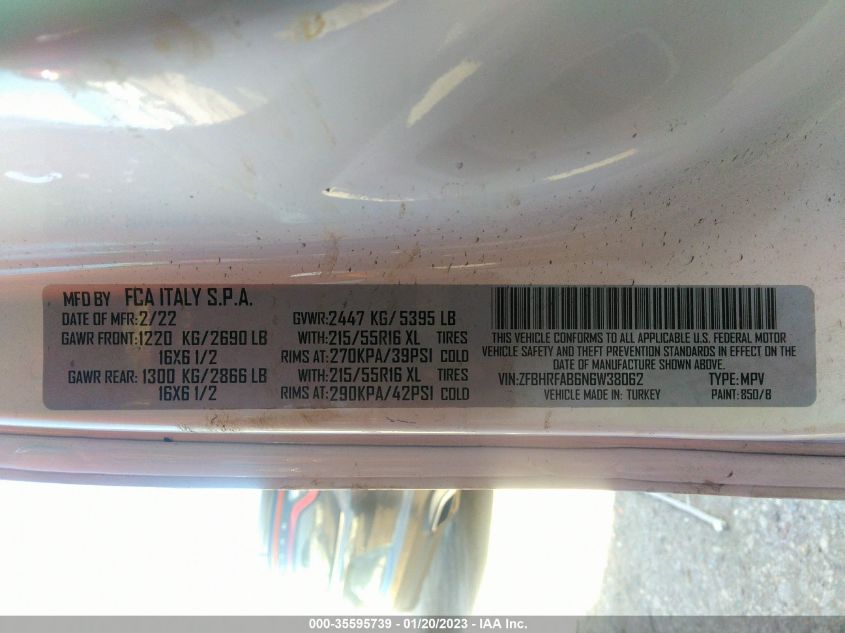 MFD BY FCA ITALY S.P.A.
DATE OF MFR: 2/22 GVWR: 2447 KG/ 5395 LB
GAWR FRONT: 1220 KG/2690 LB WITH: 215/55R16 XL TIRES
16X6 1/2 RIMS AT: 270KPA/39PSI COLD
GAWR REAR: 1300 KG/2866 LB WITH: 215/55R16 XL TIRES
16X6 1/2 RIMS AT: 290KPA/42PSI COLD
THIS VEHICLE CONFORMS TO ALL APPLICABLE U.S. FEDERAL MOTOR
VEHICLE SAFETY AND THEFT PREVENTION STANDARDS IN EFFECT ON THE
DATE OF MANUFACTURE SHOWN ABOVE.
VIN: ZFBHRFAB6N6W38062 TYPE: MPV
VEHICLE MADE IN: TURKEY PAINT: 850/B
000-35595739 - 01/20/2023 - IAA Inc.